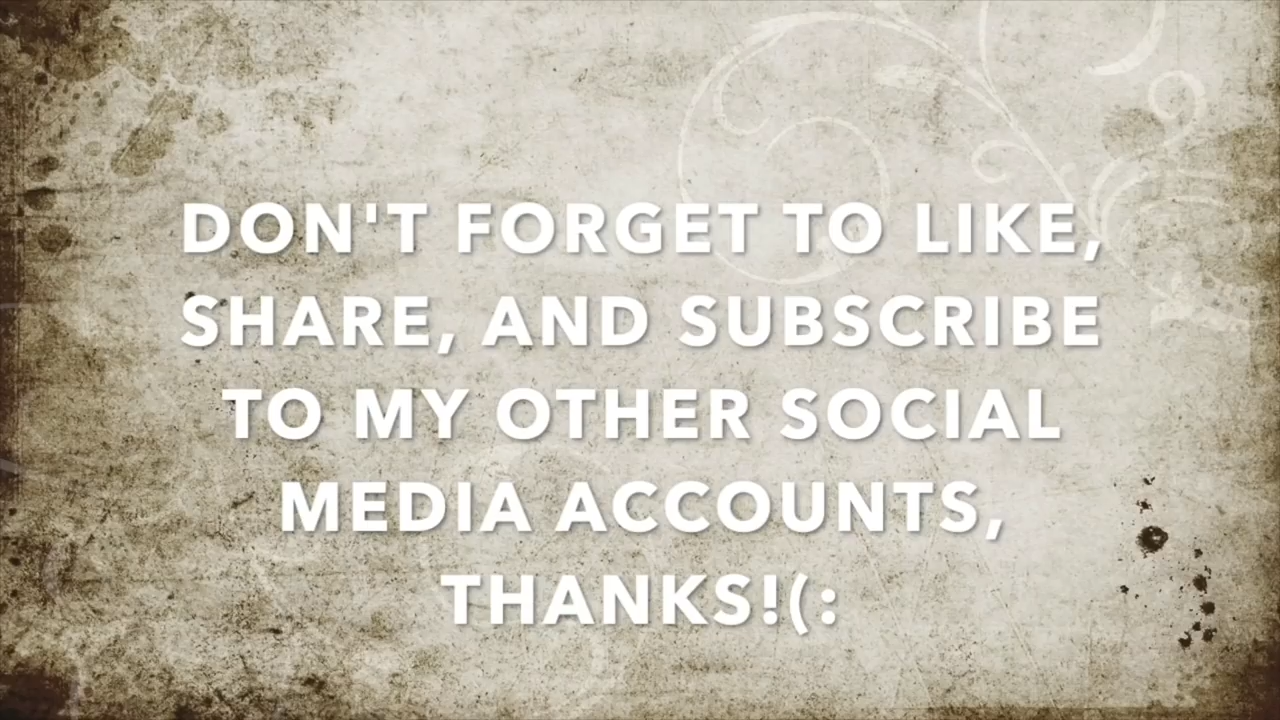 DON'T FORGET TO LIKE,
SHARE, AND SUBSCRIBE
TO MY OTHER SOCIAL
MEDIA ACCOUNTS,
THANKS!(: